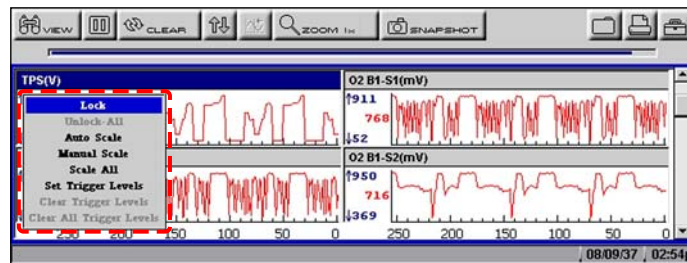 VIEW CLEAR ZOOM 1x SNAPSHOT
TPS(V)
Lock
Unlock-All
Auto Scale
Manual Scale
Scale All
Set Trigger Levels
Clear Trigger Levels
Clear All Trigger Levels
250 200 150 100 50 0
O2 B1-S1(mV)
↑911
768
↓52
O2 B1-S2(mV)
↑950
716
↓369
250 200 150 100 50 0
08/09/37 02:54